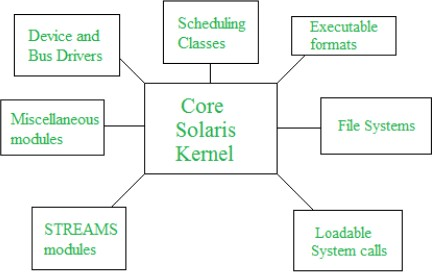 Scheduling
Classes
Device and
Bus Drivers
Executable
formats
Core
Solaris
Kernel
Miscellaneous
modules
File Systems
STREAMS
modules
Loadable
System calls